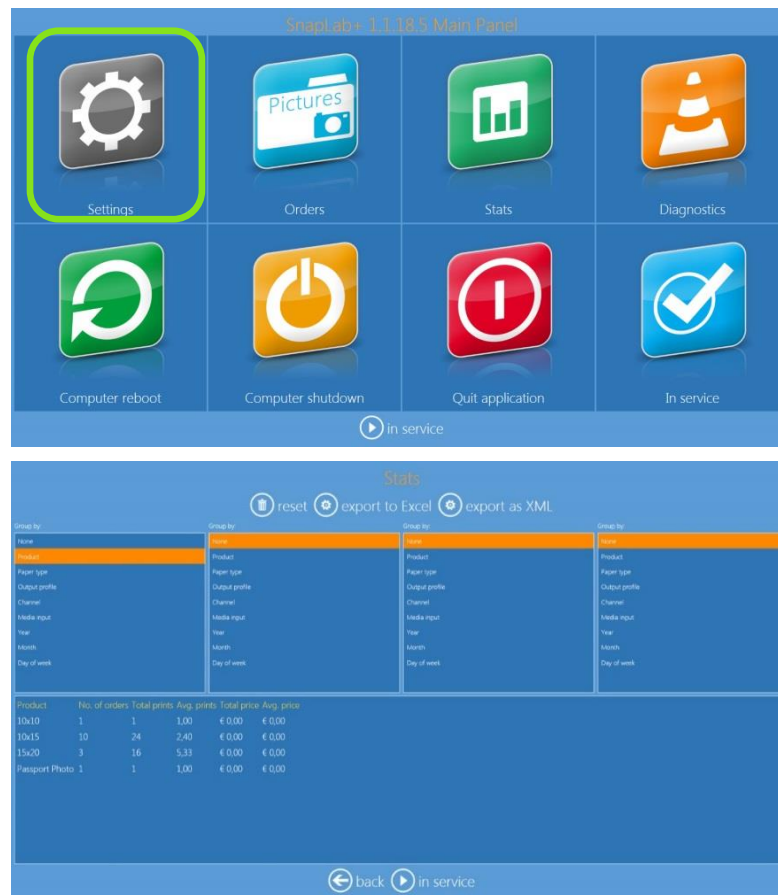 SnapLab+ 1.1.18.5 Main Panel
Pictures
Settings Orders Stats Diagnostics
Computer reboot Computer shutdown Quit application In service
in service
Stats
reset export to Excel export as XML
Group by: Group by: Group by: Group by:
None None None None
Product Product Product Product
Paper type Paper type Paper type Paper type
Output profile Output profile Output profile Output profile
Channel Channel Channel Channel
Media input Media input Media input Media input
Year Year Year Year
Month Month Month Month
Day of week Day of week Day of week Day of week
Product No. of orders Total prints Avg. prints Total price Avg. price
10x10 1 1 1,00 € 0,00 € 0,00
10x15 10 24 2,40 € 0,00 € 0,00
15x20 3 16 5,33 € 0,00 € 0,00
Passport Photo 1 1 1,00 € 0,00 € 0,00
back in service